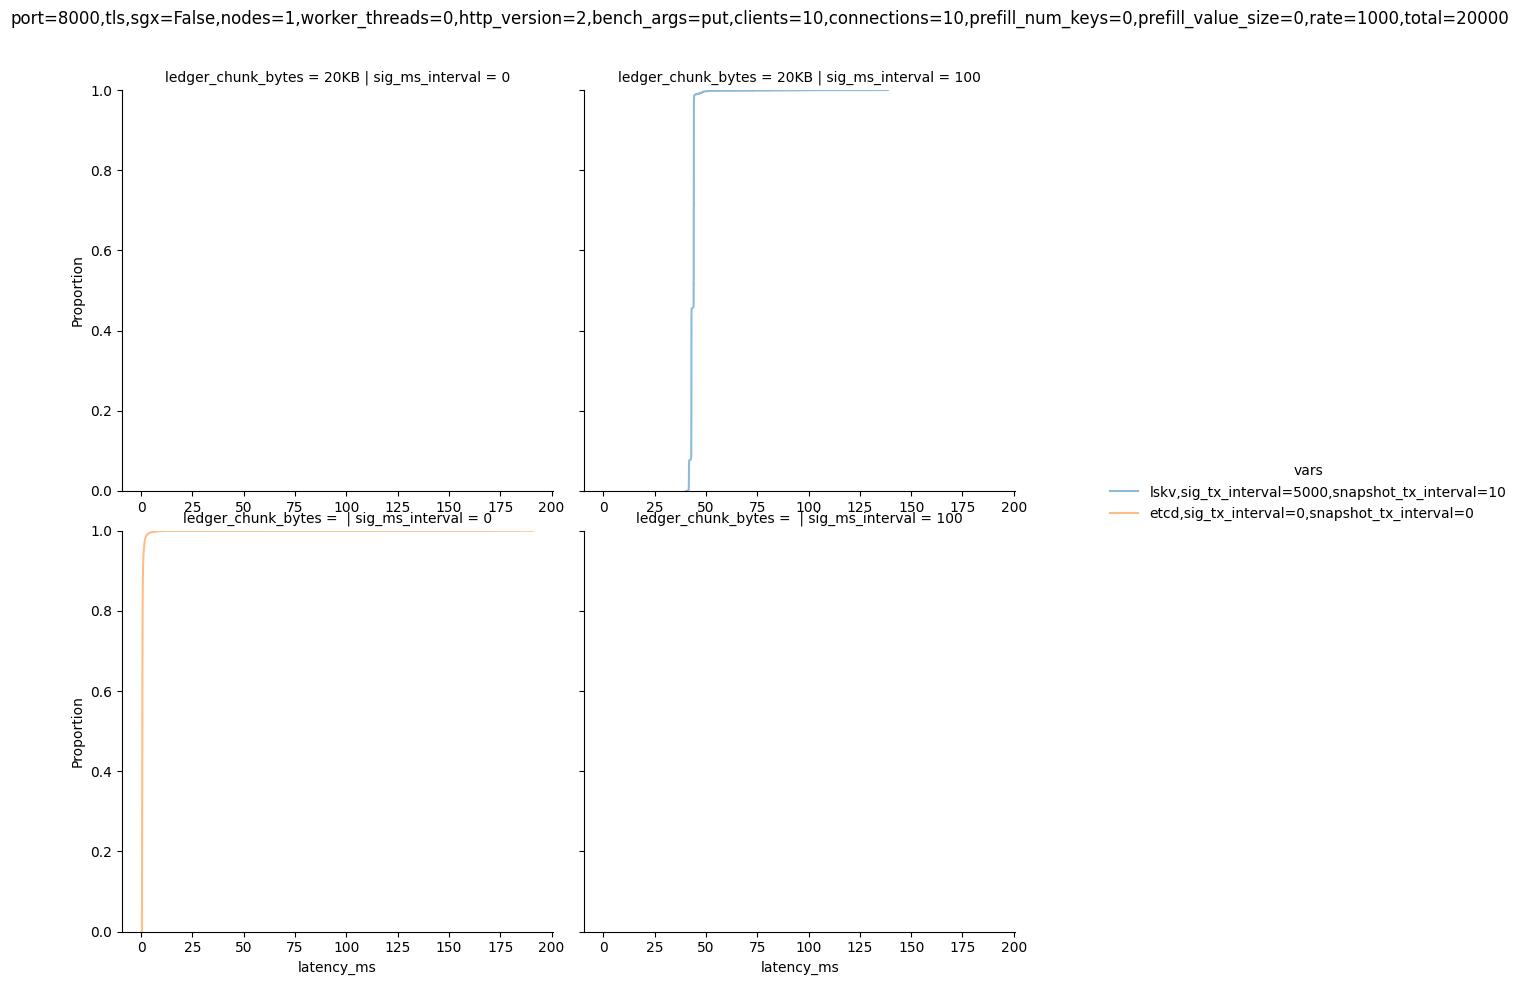 port=8000,tls,sgx=False,nodes=1,worker_threads=0,http_version=2,bench_args=put,clients=10,connections=10,prefill_num_keys=0,prefill_value_size=0,rate=1000,total=20000
ledger_chunk_bytes = 20KB | sig_ms_interval = 0
1.0
0.8
0.6
0.4
0.2
0.0
Proportion
0 25 50 75 100 125 150 175 200
ledger_chunk_bytes = 20KB | sig_ms_interval = 100
0 25 50 75 100 125 150 175 200
ledger_chunk_bytes =  | sig_ms_interval = 0
1.0
0.8
0.6
0.4
0.2
0.0
Proportion
0 25 50 75 100 125 150 175 200
latency_ms
ledger_chunk_bytes =  | sig_ms_interval = 100
0 25 50 75 100 125 150 175 200
latency_ms
vars
lskv,sig_tx_interval=5000,snapshot_tx_interval=10
etcd,sig_tx_interval=0,snapshot_tx_interval=0